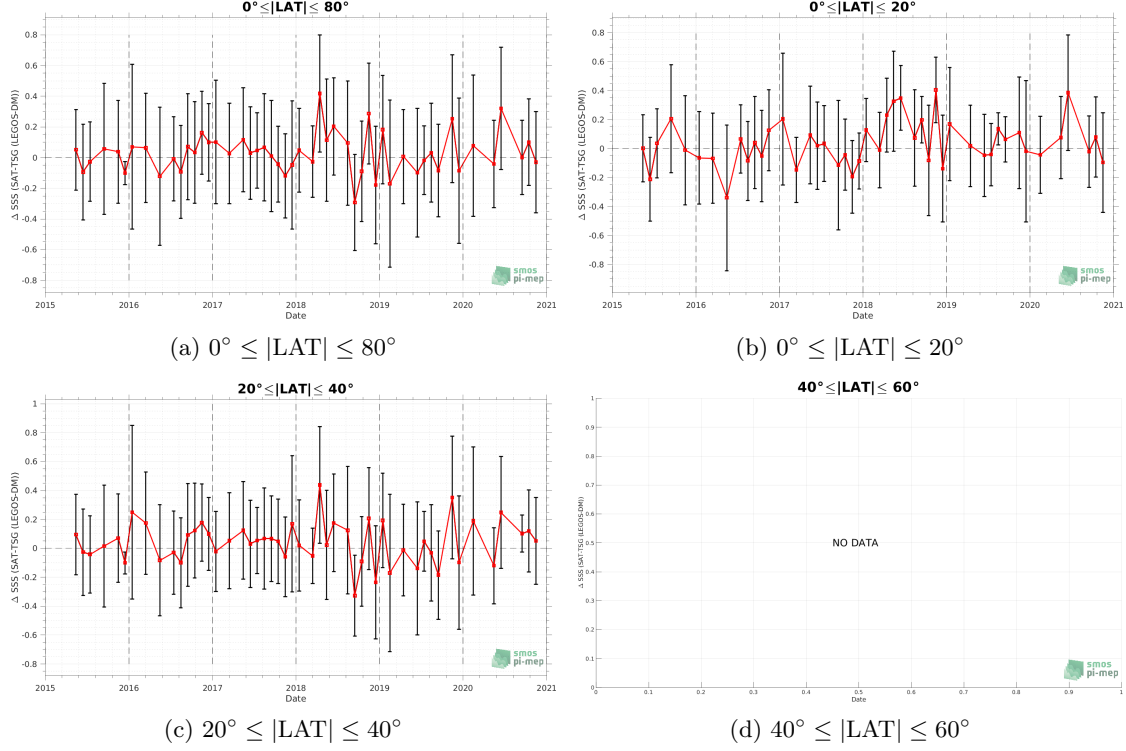 0°≤|LAT|≤ 80°
Δ SSS (SAT-TSG (LEGOS-DM))
0.8
0.6
0.4
0.2
0
-0.2
-0.4
-0.6
-0.8
2015 2016 2017 2018 2019 2020 2021
Date
smos
pi-mep
(a) 0° ≤ |LAT| ≤ 80°
0°≤|LAT|≤ 20°
Δ SSS (SAT-TSG (LEGOS-DM))
0.8
0.6
0.4
0.2
0
-0.2
-0.4
-0.6
-0.8
2015 2016 2017 2018 2019 2020 2021
Date
smos
pi-mep
(b) 0° ≤ |LAT| ≤ 20°
20°≤|LAT|≤ 40°
Δ SSS (SAT-TSG (LEGOS-DM))
1
0.8
0.6
0.4
0.2
0
-0.2
-0.4
-0.6
-0.8
2015 2016 2017 2018 2019 2020 2021
Date
smos
pi-mep
(c) 20° ≤ |LAT| ≤ 40°
40°≤|LAT|≤ 60°
Δ SSS (SAT-TSG (LEGOS-DM))
1
0.9
0.8
0.7
0.6
0.5
0.4
0.3
0.2
0.1
0
NO DATA
0 0.1 0.2 0.3 0.4 0.5 0.6 0.7 0.8 0.9 1
Date
smos
pi-mep
(d) 40° ≤ |LAT| ≤ 60°